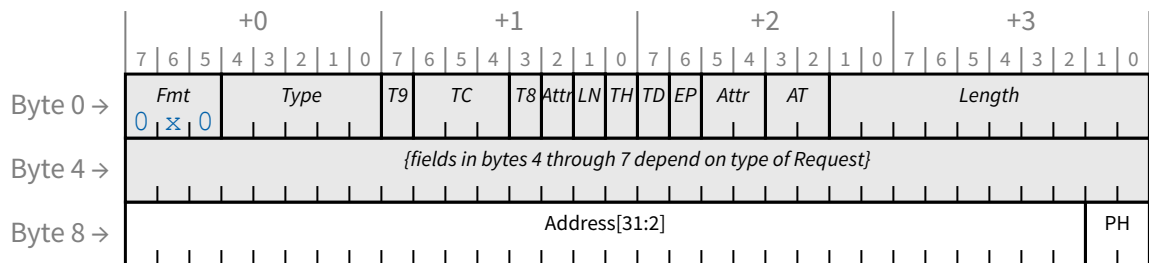 +0 +1 +2 +3
7 6 5 4 3 2 1 0 7 6 5 4 3 2 1 0 7 6 5 4 3 2 1 0 7 6 5 4 3 2 1 0
Byte 0 → Fmt Type T9 TC T8 Attr LN TH TD EP Attr AT Length
0 x 0
Byte 4 → {fields in bytes 4 through 7 depend on type of Request}
Byte 8 → Address[31:2] PH